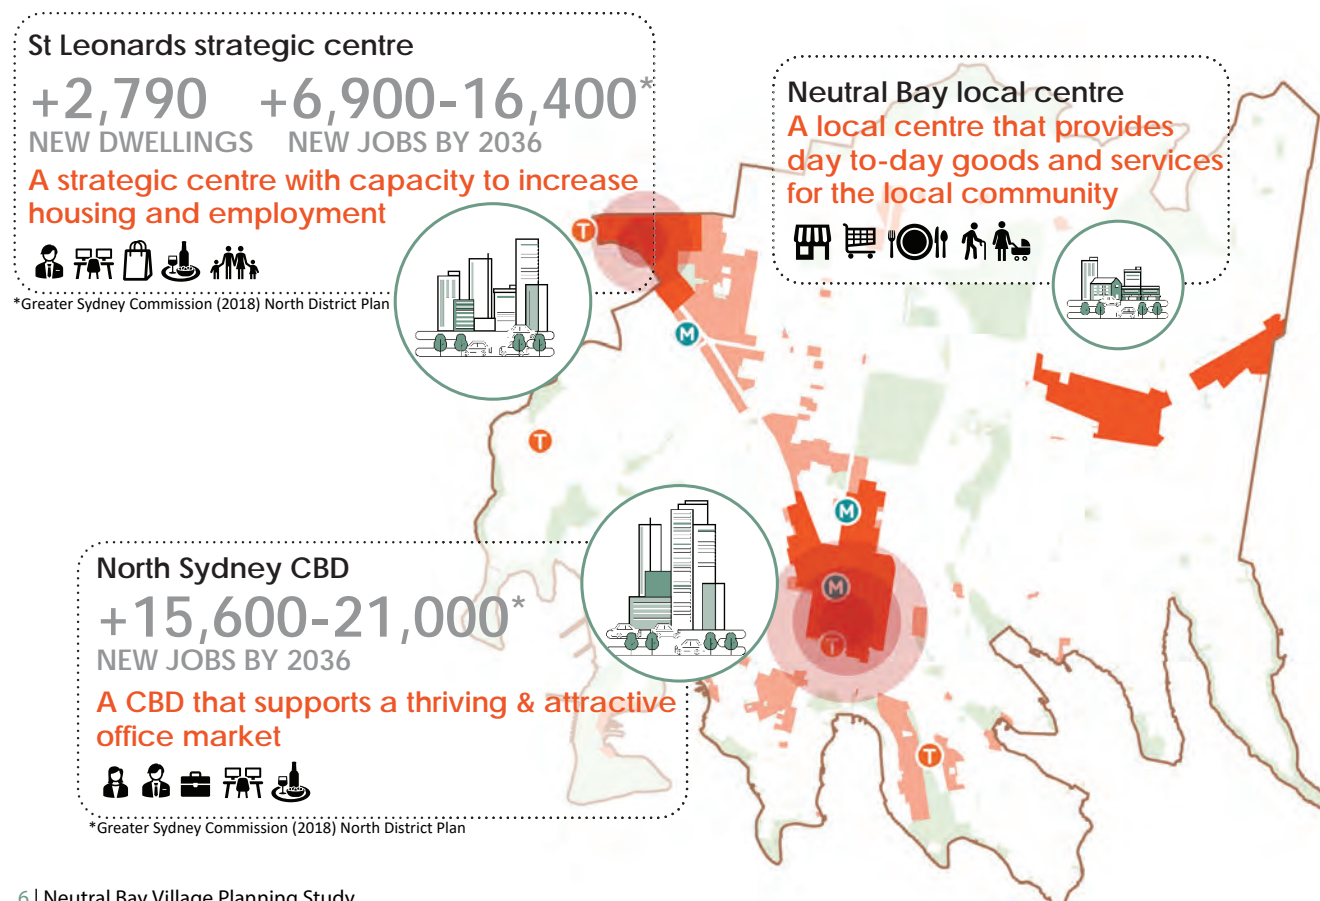 St Leonards strategic centre
+2,790 +6,900-16,400*
NEW DWELLINGS NEW JOBS BY 2036
A strategic centre with capacity to increase
housing and employment
*Greater Sydney Commission (2018) North District Plan
Neutral Bay local centre
A local centre that provides
day to-day goods and services
for the local community
T
M
T
M
M
T
T
North Sydney CBD
+15,600-21,000*
NEW JOBS BY 2036
A CBD that supports a thriving & attractive
office market
*Greater Sydney Commission (2018) North District Plan
6 | Neutral Bay Village Planning Study